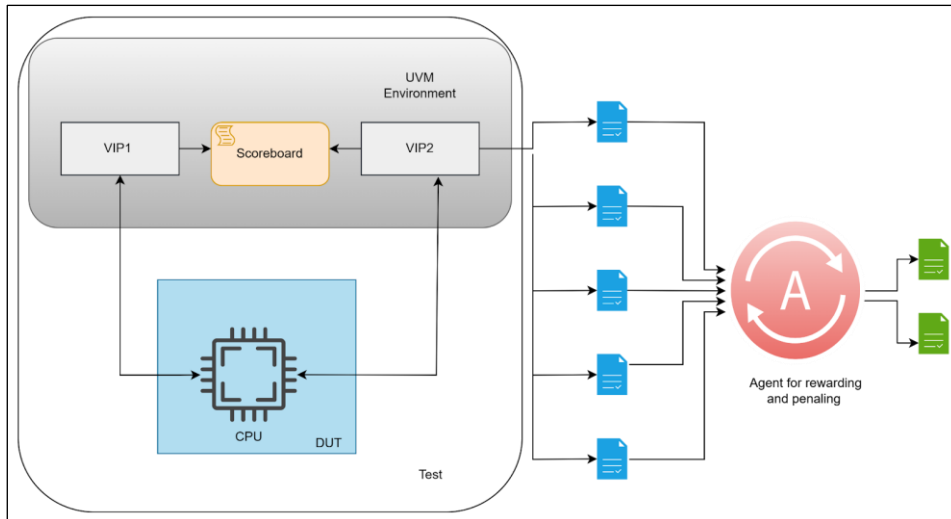 UVM
Environment
VIP1
Scoreboard
VIP2
A
Agent for rewarding
and penaling
CPU
DUT
Test